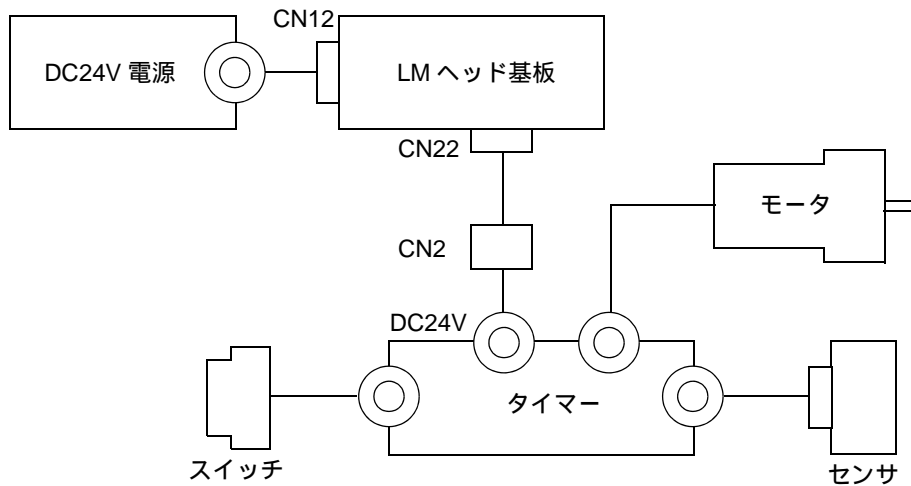 CN12
DC24V 電源
LM ヘッド基板
CN22
モータ
CN2
DC24V
タイマー
スイッチ
センサ